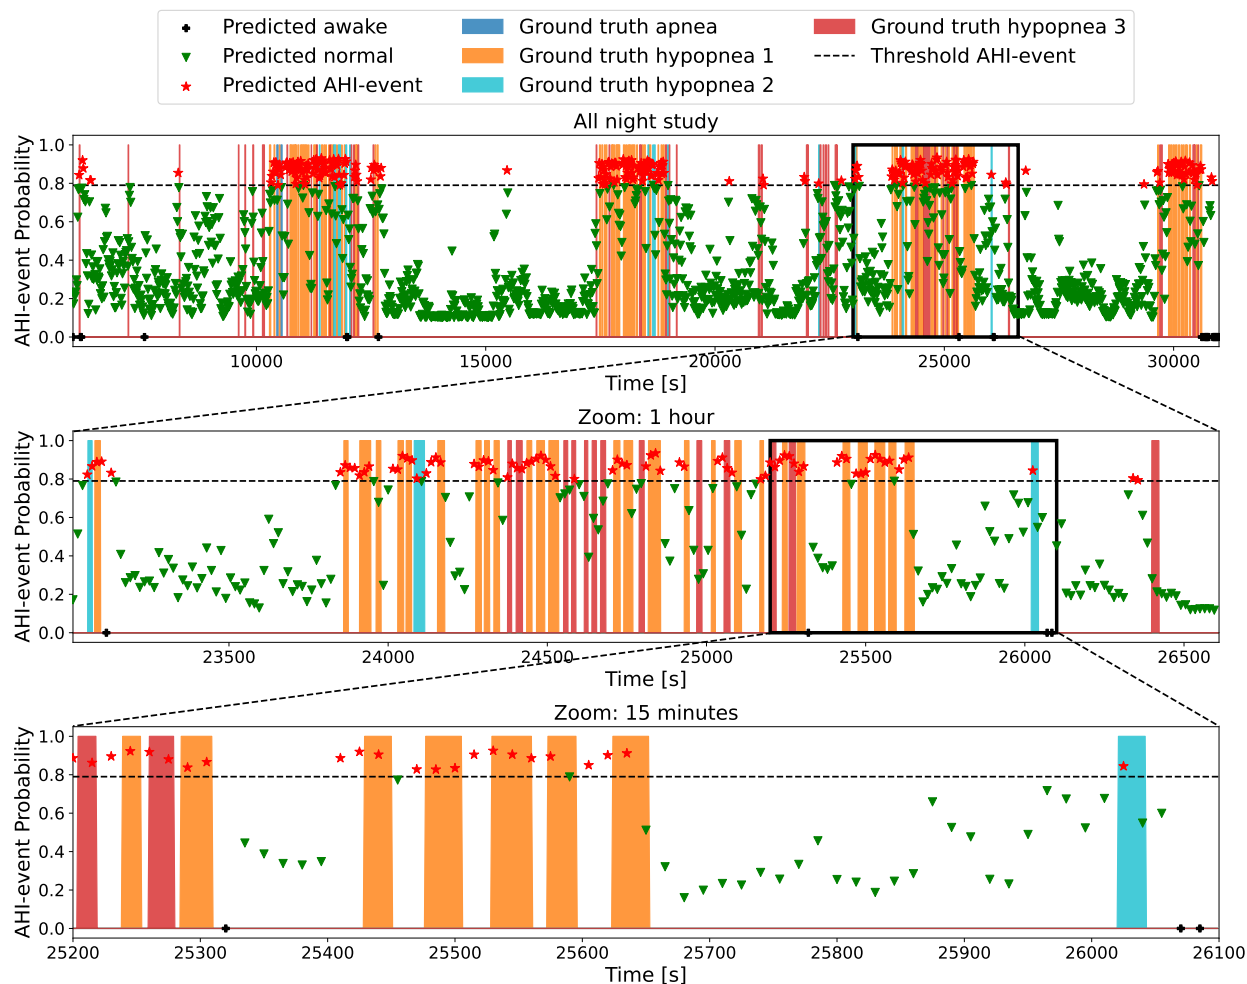 Predicted awake
Predicted normal
Predicted AHI-event
Ground truth apnea
Ground truth hypopnea 1
Ground truth hypopnea 2
Ground truth hypopnea 3
Threshold AHI-event
All night study
AHI-event Probability
1.0
0.8
0.6
0.4
0.2
0.0
10000 15000 20000 25000 30000
Time [s]
Zoom: 1 hour
AHI-event Probability
1.0
0.8
0.6
0.4
0.2
0.0
23500 24000 24500 25000 25500 26000 26500
Time [s]
Zoom: 15 minutes
AHI-event Probability
1.0
0.8
0.6
0.4
0.2
0.0
25200 25300 25400 25500 25600 25700 25800 25900 26000 26100
Time [s]